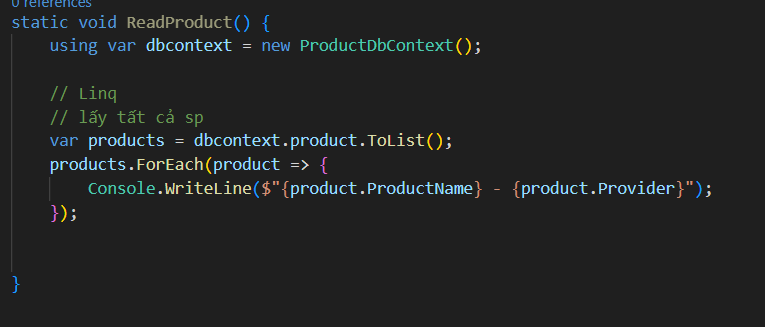 0 references
static void ReadProduct() {
using var dbcontext = new ProductDbContext();
// Linq
// lấy tất cả sp
var products = dbcontext.product.ToList();
products.ForEach(product => {
Console.WriteLine($"{product.ProductName} - {product.Provider}");
});
}